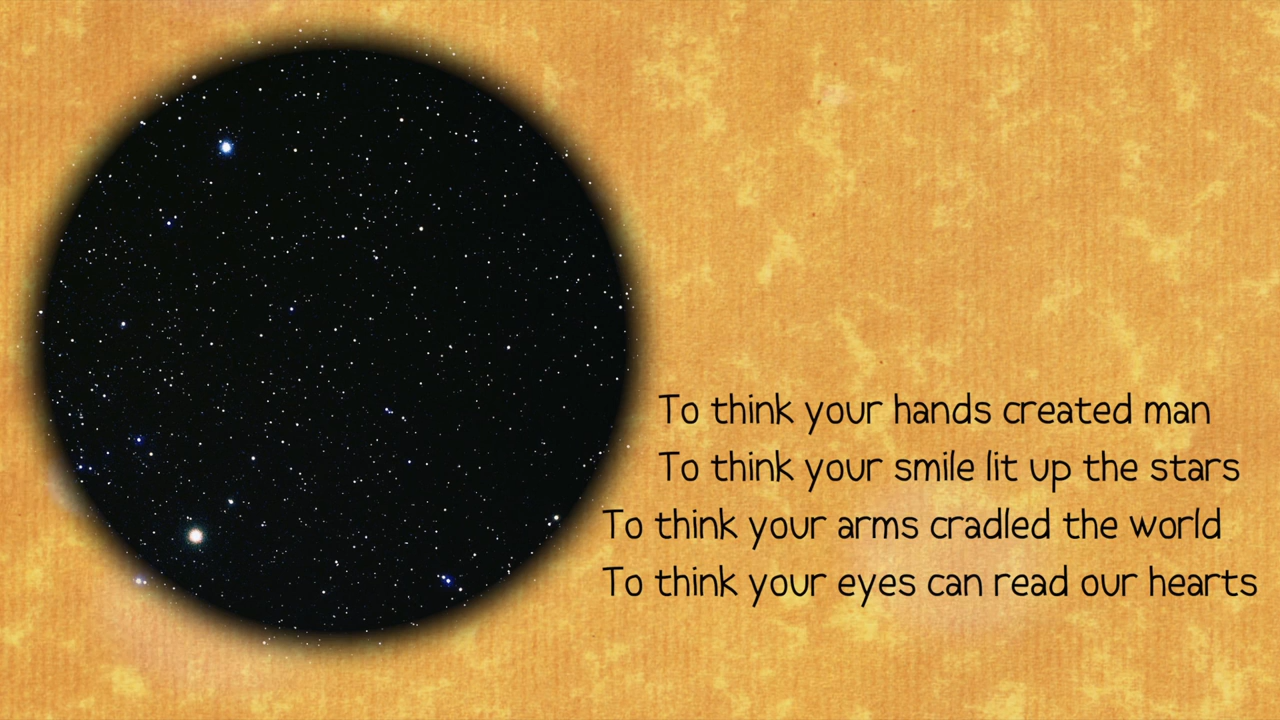 To think your hands created man
To think your smile lit up the stars
To think your arms cradled the world
To think your eyes can read our hearts